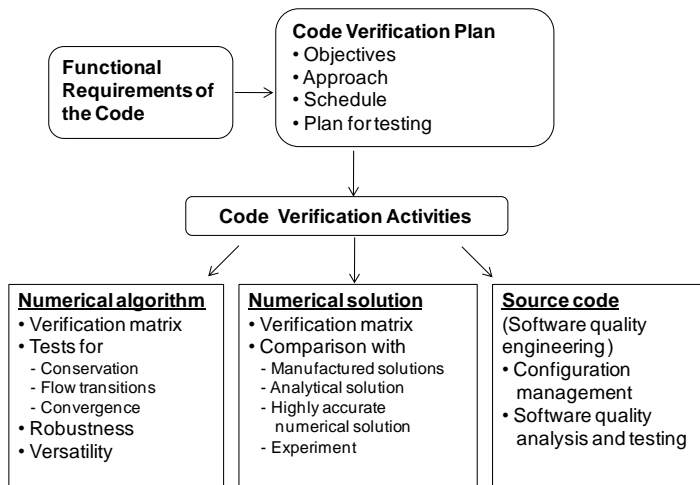 Functional
Requirements of
the Code
Code Verification Plan
• Objectives
• Approach
• Schedule
• Plan for testing
Code Verification Activities
Numerical algorithm
• Verification matrix
• Tests for
- Conservation
- Flow transitions
- Convergence
• Robustness
• Versatility
Numerical solution
• Verification matrix
• Comparison with
- Manufactured solutions
- Analytical solution
- Highly accurate
numerical solution
- Experiment
Source code
(Software quality
engineering)
• Configuration
management
• Software quality
analysis and testing